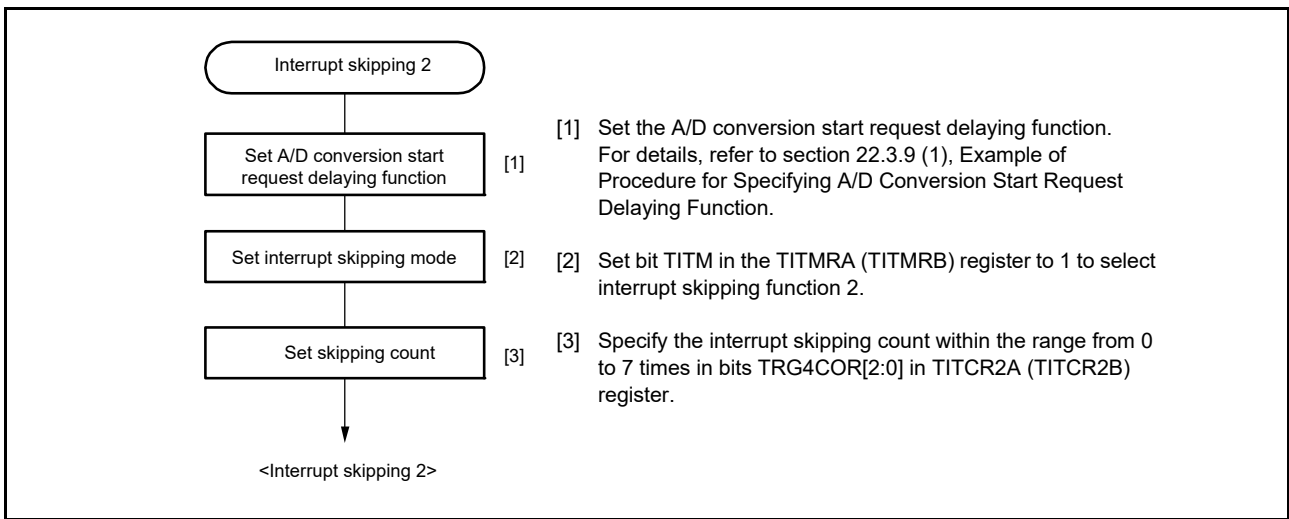 Interrupt skipping 2
Set A/D conversion start
request delaying function
[1]
Set interrupt skipping mode
[2]
Set skipping count
[3]
<Interrupt skipping 2>
[1] Set the A/D conversion start request delaying function.
For details, refer to section 22.3.9 (1), Example of
Procedure for Specifying A/D Conversion Start Request
Delaying Function.
[2] Set bit TITM in the TITMRA (TITMRB) register to 1 to select
interrupt skipping function 2.
[3] Specify the interrupt skipping count within the range from 0
to 7 times in bits TRG4COR[2:0] in TITCR2A (TITCR2B)
register.